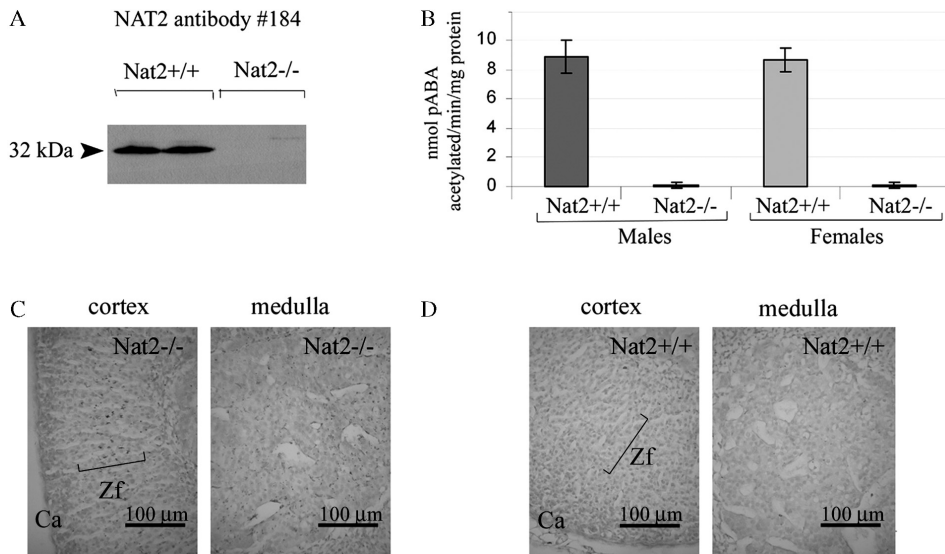 A
NAT2 antibody #184
Nat2+/+
Nat2-/-
32 kDa
B
nmol pABA
acetylated/min/mg protein
10
8
6
4
2
0
Nat2+/+
Nat2-/-
Nat2+/+
Nat2-/-
Males
Females
C
cortex
medulla
Nat2-/-
Nat2-/-
Zf
Ca
100 µm
100 µm
D
cortex
medulla
Nat2+/+
Nat2+/+
Zf
Ca
100 µm
100 µm